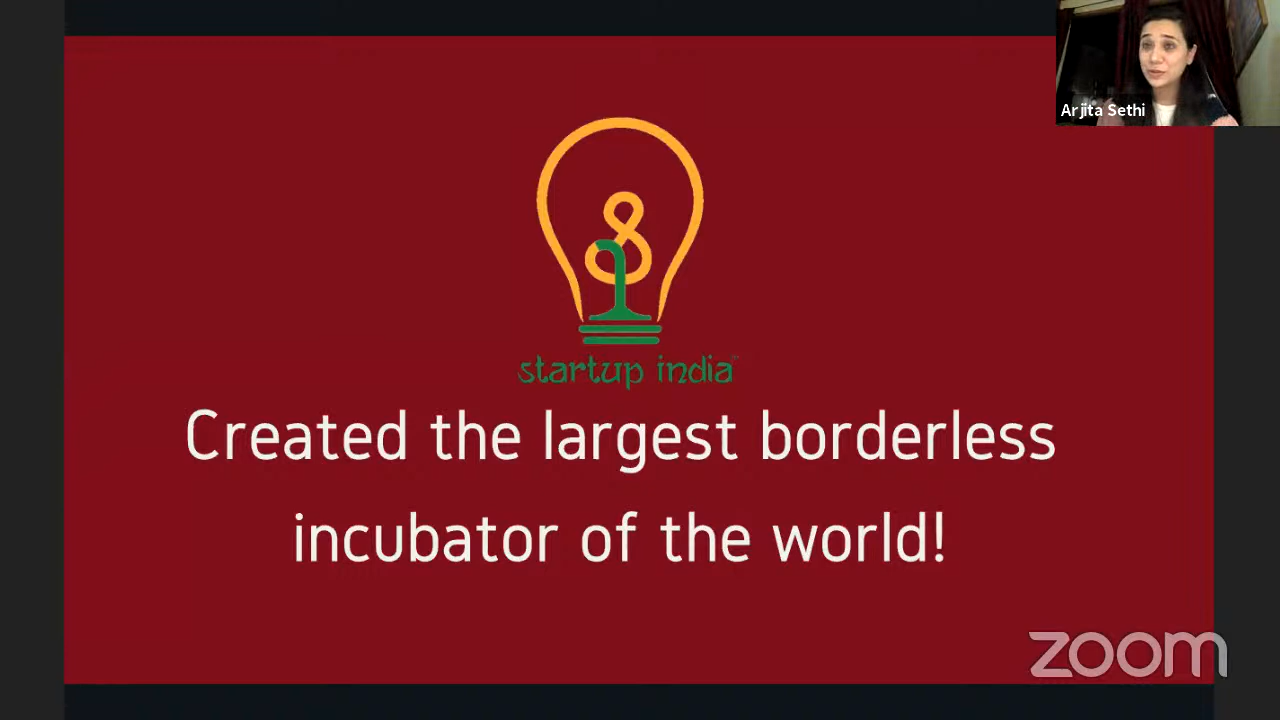 Arjita Sethi
startup india
Created the largest borderless
incubator of the world!
zoom